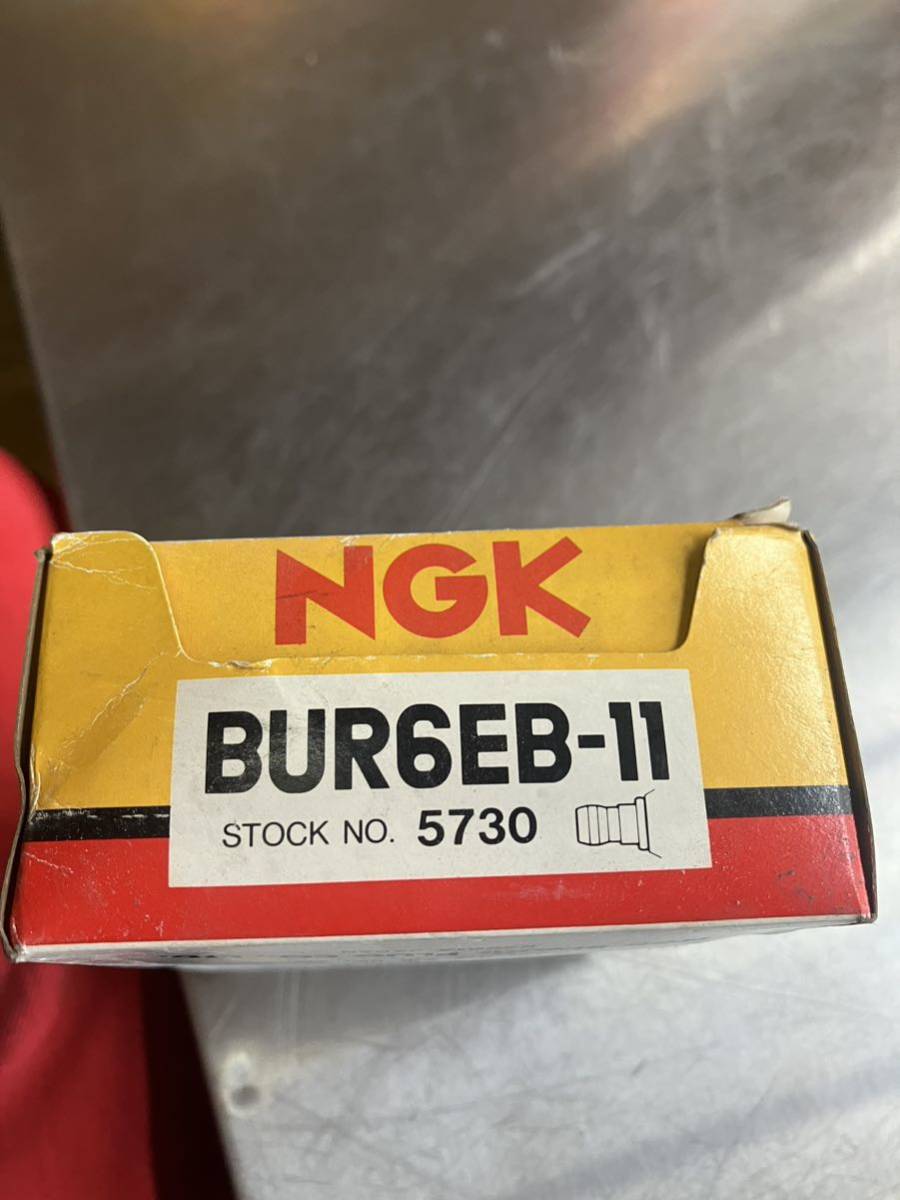 NGK
BUR6EB-11
STOCK NO. 5730